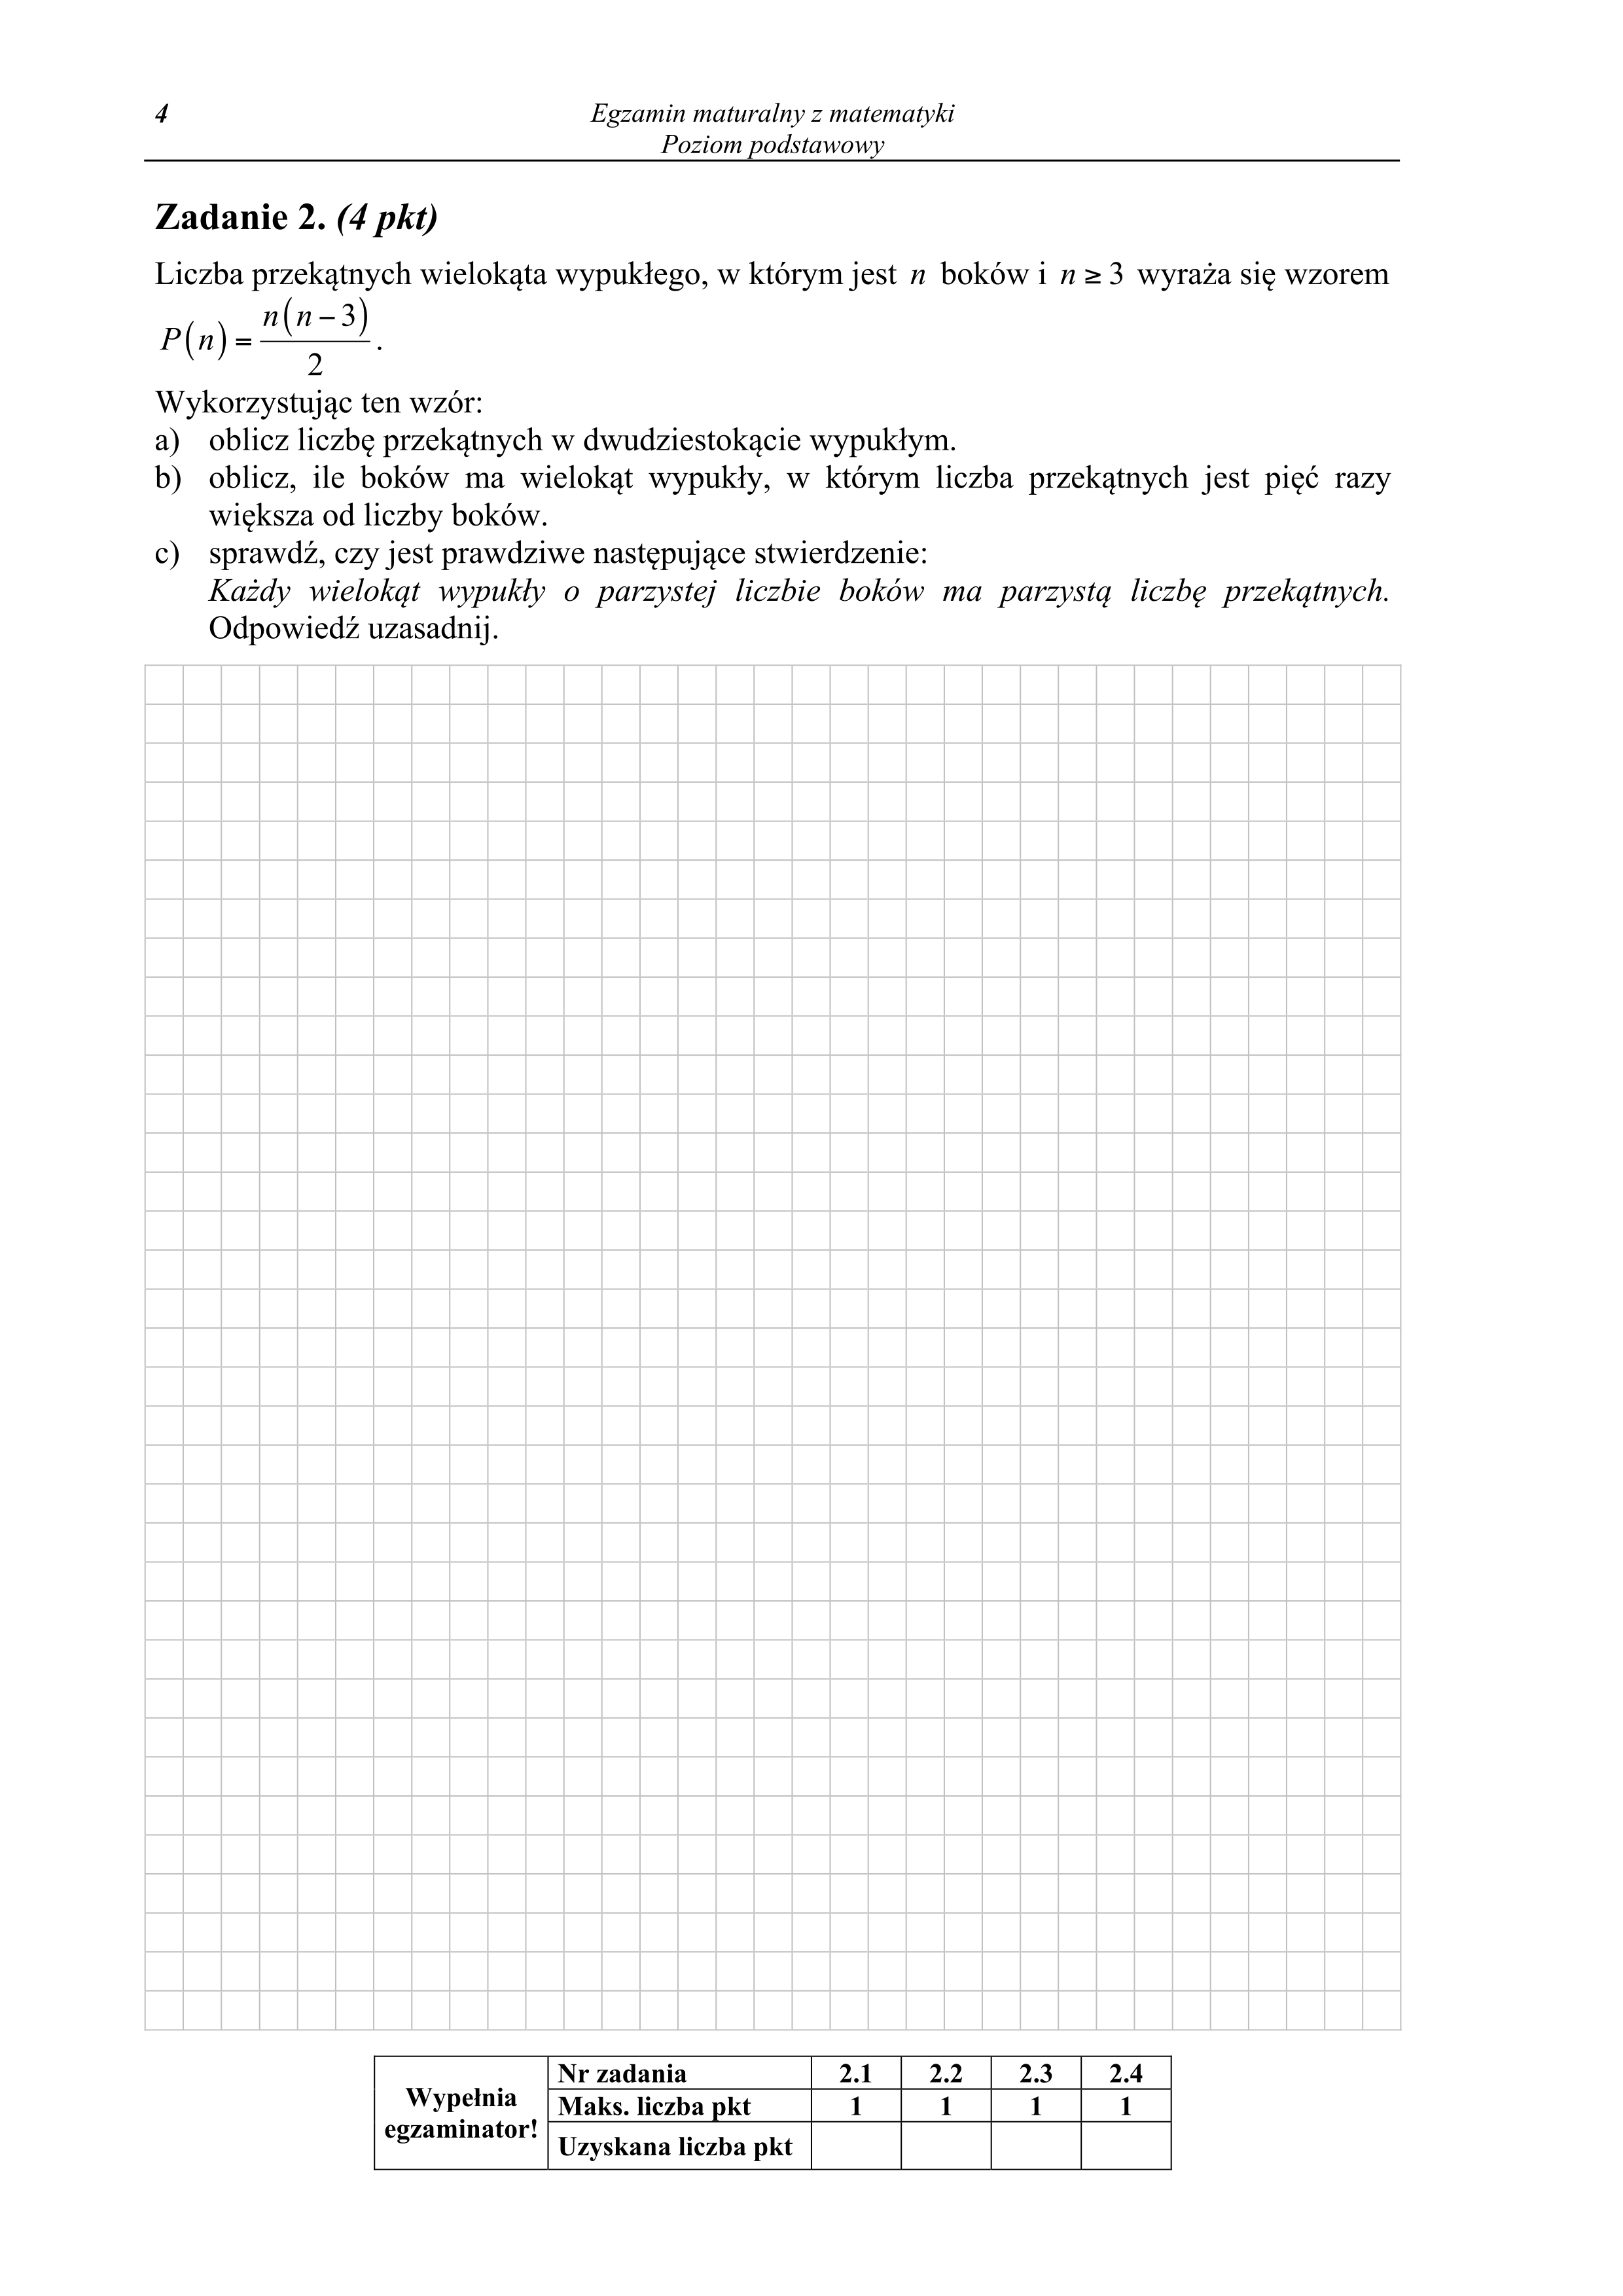 4
Egzamin maturalny z matematyki
Poziom podstawowy
Zadanie 2. (4 pkt)
Liczba przekątnych wielokąta wypukłego, w którym jest n boków i n ≥ 3 wyraża się wzorem
P(n) = n(n − 3) / 2 .
Wykorzystując ten wzór:
a) oblicz liczbę przekątnych w dwudziestokącie wypukłym.
b) oblicz, ile boków ma wielokąt wypukły, w którym liczba przekątnych jest pięć razy
większa od liczby boków.
c) sprawdź, czy jest prawdziwe następujące stwierdzenie:
Każdy wielokąt wypukły o parzystej liczbie boków ma parzystą liczbę przekątnych.
Odpowiedź uzasadnij.
Wypełnia
egzaminator!
Nr zadania 2.1 2.2 2.3 2.4
Maks. liczba pkt 1 1 1 1
Uzyskana liczba pkt